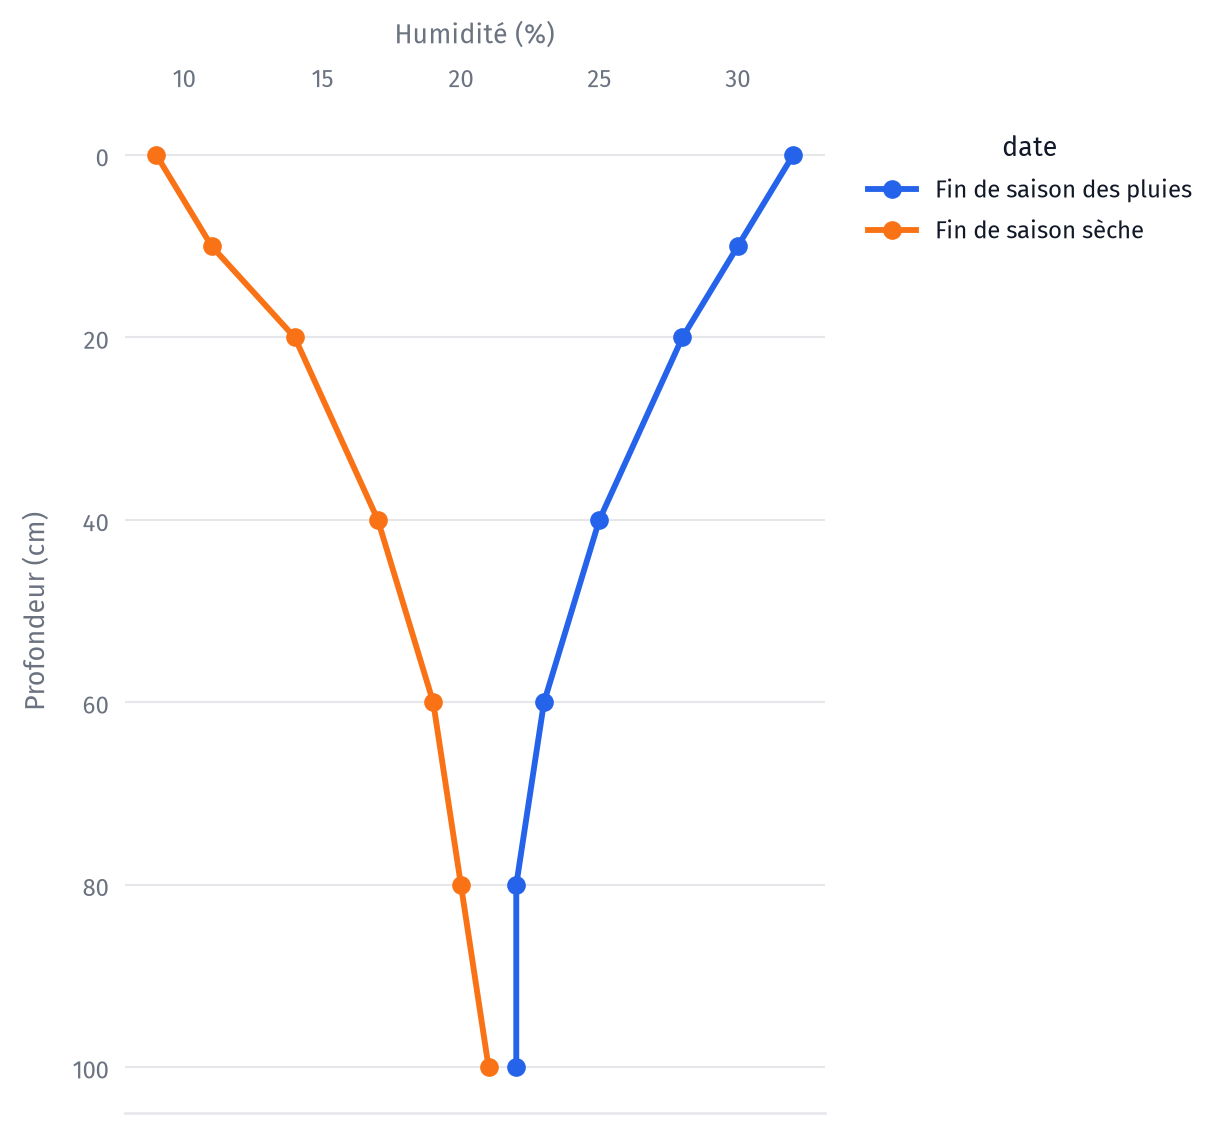 Humidité (%)
10 15 20 25 30
date
Fin de saison des pluies
Fin de saison sèche
Profondeur (cm)
0
20
40
60
80
100